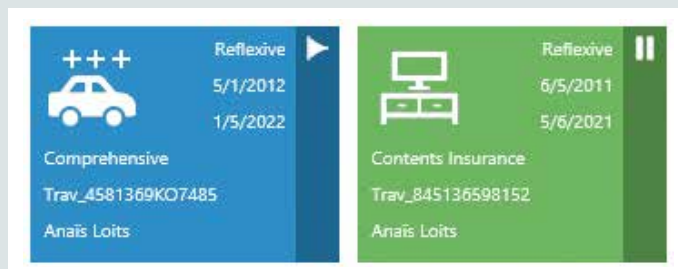 Reflexive
5/1/2012
1/5/2022
Comprehensive
Trav_4581369KO7485
Anaïs Loits
Reflexive
6/5/2011
5/6/2021
Contents Insurance
Trav_845136598152
Anaïs Loits